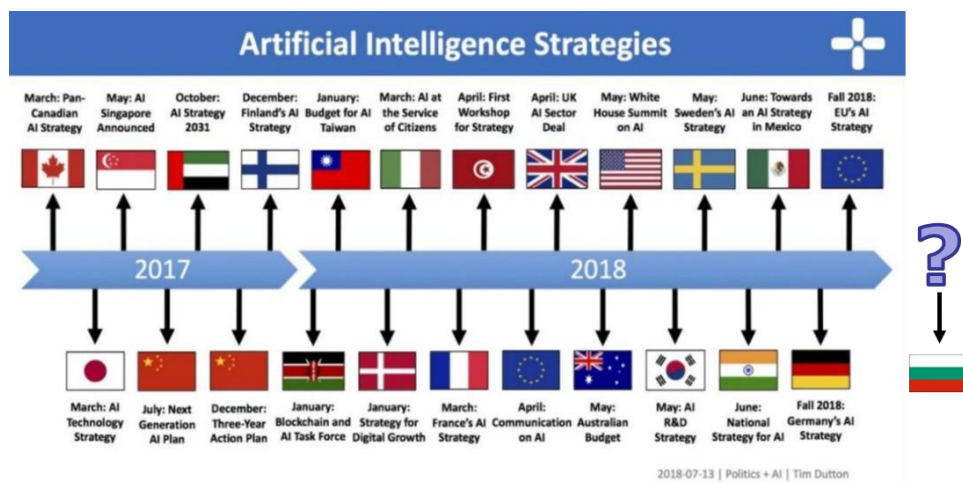 Artificial Intelligence Strategies
March: Pan-
Canadian
AI Strategy
May: AI
Singapore
Announced
October:
AI Strategy
2031
December:
Finland's AI
Strategy
January:
Budget for AI
Taiwan
March: AI at
the Service
of Citizens
April: First
Workshop
for Strategy
April: UK
AI Sector
Deal
May: White
House Summit
on AI
May:
Sweden's AI
Strategy
June: Towards
an AI Strategy
in Mexico
Fall 2018:
EU's AI
Strategy
2017
2018
?
March: AI
Technology
Strategy
July: Next
Generation
AI Plan
December:
Three-Year
Action Plan
January:
Blockchain and
AI Task Force
January:
Strategy for
Digital Growth
March:
France's AI
Strategy
April:
Communication
on AI
May:
Australian
Budget
May: AI
R&D
Strategy
June:
National
Strategy for AI
Fall 2018:
Germany's AI
Strategy
2018-07-13 | Politics + AI | Tim Dutton